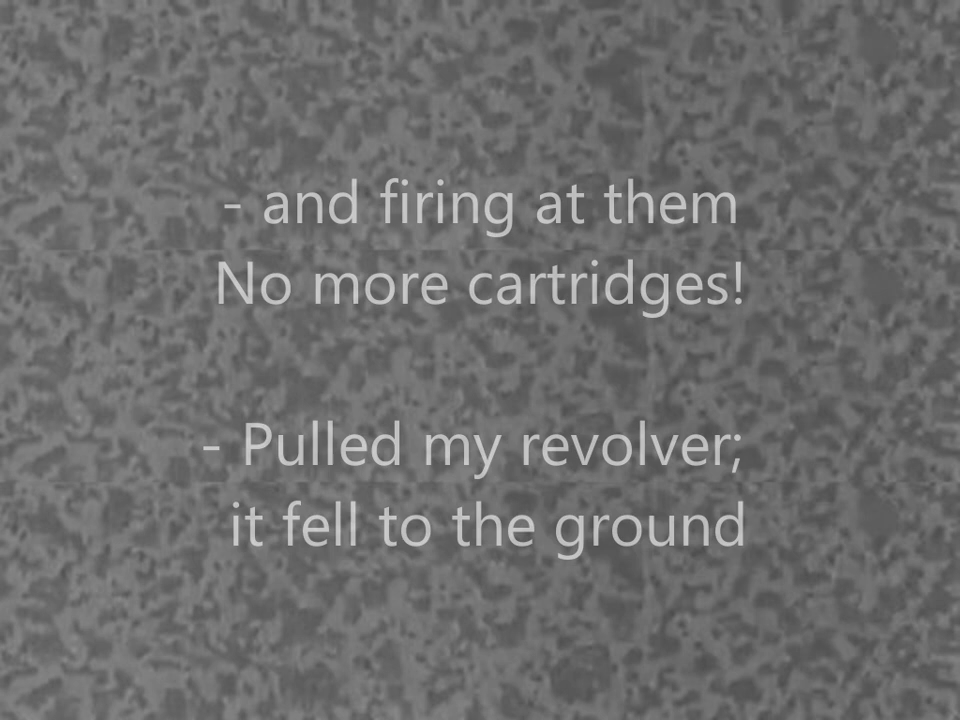 - and firing at them
No more cartridges!
- Pulled my revolver;
it fell to the ground